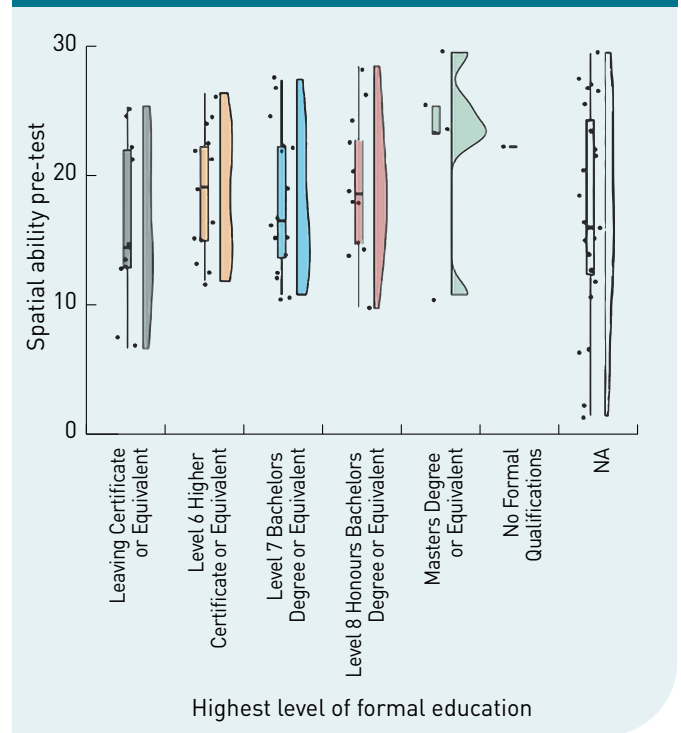 30
20
10
0
Spatial ability pre-test
Leaving Certificate
or Equivalent
Level 6 Higher
Certificate or Equivalent
Level 7 Bachelors
Degree or Equivalent
Level 8 Honours Bachelors
Degree or Equivalent
Masters Degree
or Equivalent
No Formal
Qualifications
NA
Highest level of formal education